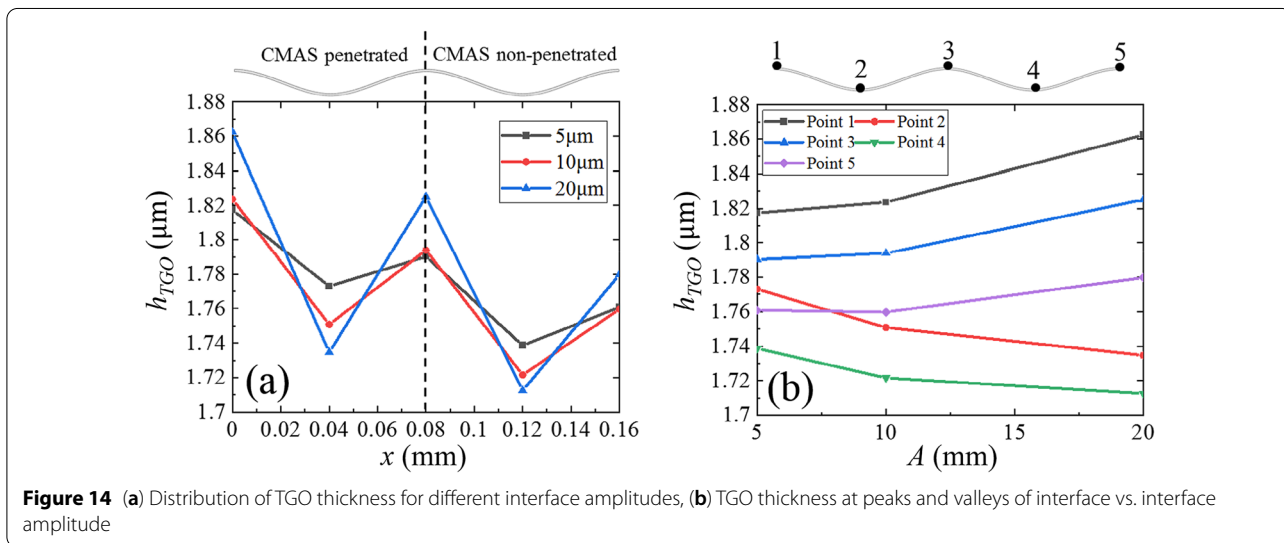 CMAS penetrated CMAS non-penetrated
1.88
1.86
1.84
1.82
1.8
1.78
1.76
1.74
1.72
1.7
h_TGO (μm)
5μm
10μm
20μm
(a)
0 0.02 0.04 0.06 0.08 0.1 0.12 0.14 0.16
x (mm)
1 2 3 4 5
1.88
1.86
1.84
1.82
1.8
1.78
1.76
1.74
1.72
1.7
h_TGO (μm)
Point 1 Point 2
Point 3 Point 4
Point 5
(b)
5 10 15 20
A (mm)
Figure 14 (a) Distribution of TGO thickness for different interface amplitudes, (b) TGO thickness at peaks and valleys of interface vs. interface
amplitude